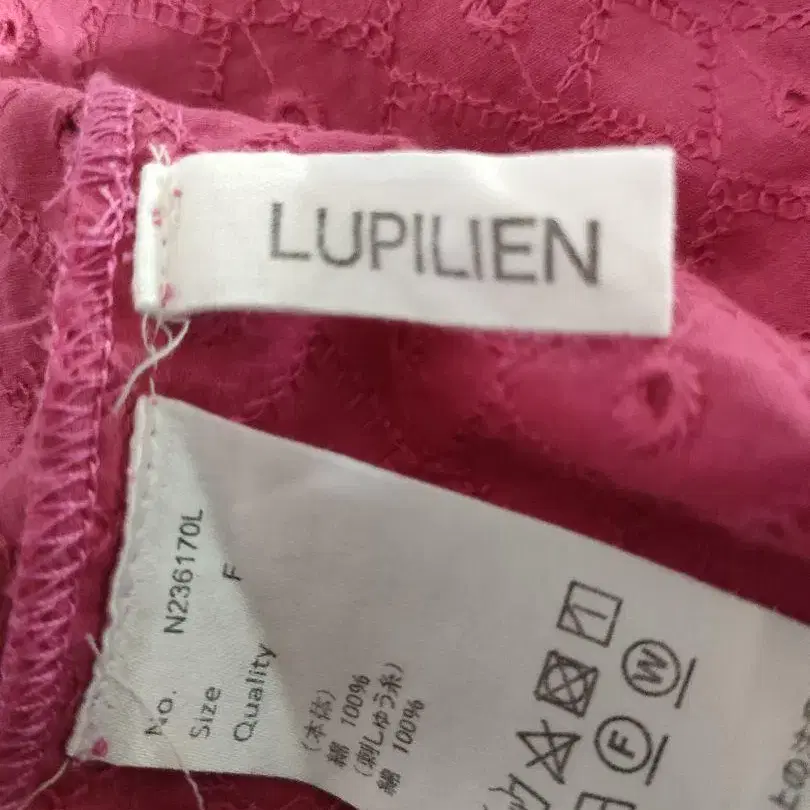 LUPILIEN
No. N236170L
Size F
Quality
(本体)
綿 100%
(刺しゅう糸)
綿 100%
W
F